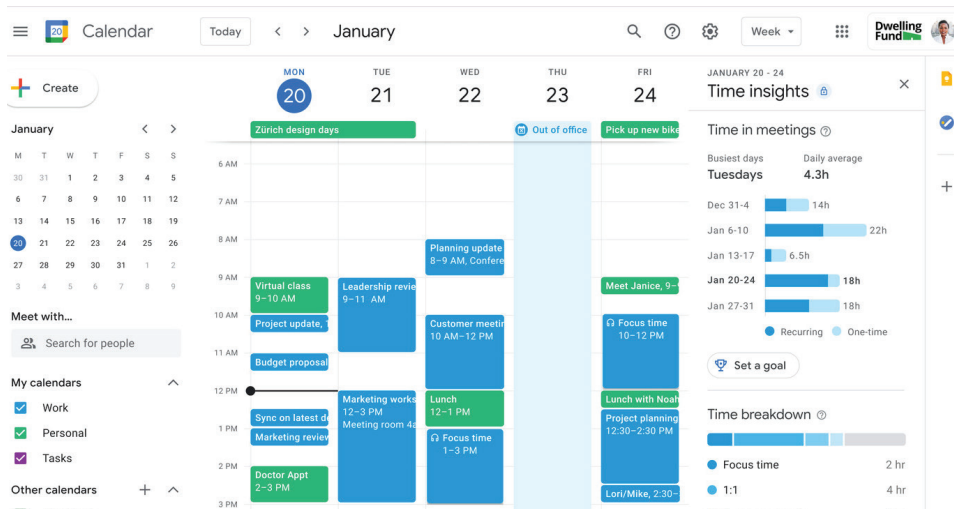 20 Calendar
Today
January
Week
Dwelling
Fund
Create
January
M T W T F S S
30 31 1 2 3 4 5
6 7 8 9 10 11 12
13 14 15 16 17 18 19
20 21 22 23 24 25 26
27 28 29 30 31 1 2
3 4 5 6 7 8 9
Meet with...
Search for people
My calendars
Work
Personal
Tasks
Other calendars
MON TUE WED THU FRI
20 21 22 23 24
Zürich design days
Out of office
Pick up new bike
6 AM
7 AM
8 AM
9 AM
10 AM
11 AM
12 PM
1 PM
2 PM
3 PM
Virtual class
9–10 AM
Project update,
Budget proposal
Sync on latest
Marketing review
Doctor Appt
2–3 PM
Leadership revie
9–11 AM
Marketing works
12–3 PM
Meeting room 4a
Planning update
8–9 AM, Confere
Customer meetin
10 AM–12 PM
Lunch
12–1 PM
Focus time
1–3 PM
Meet Janice, 9–
Focus time
10–12 PM
Lunch with Noah
Project planning
12:30–2:30 PM
Lori/Mike, 2:30–
JANUARY 20 - 24
Time insights
Time in meetings
Busiest days Daily average
Tuesdays 4.3h
Dec 31-4 14h
Jan 6-10 22h
Jan 13-17 6.5h
Jan 20-24 18h
Jan 27-31 18h
Recurring One-time
Set a goal
Time breakdown
Focus time 2 hr
1:1 4 hr